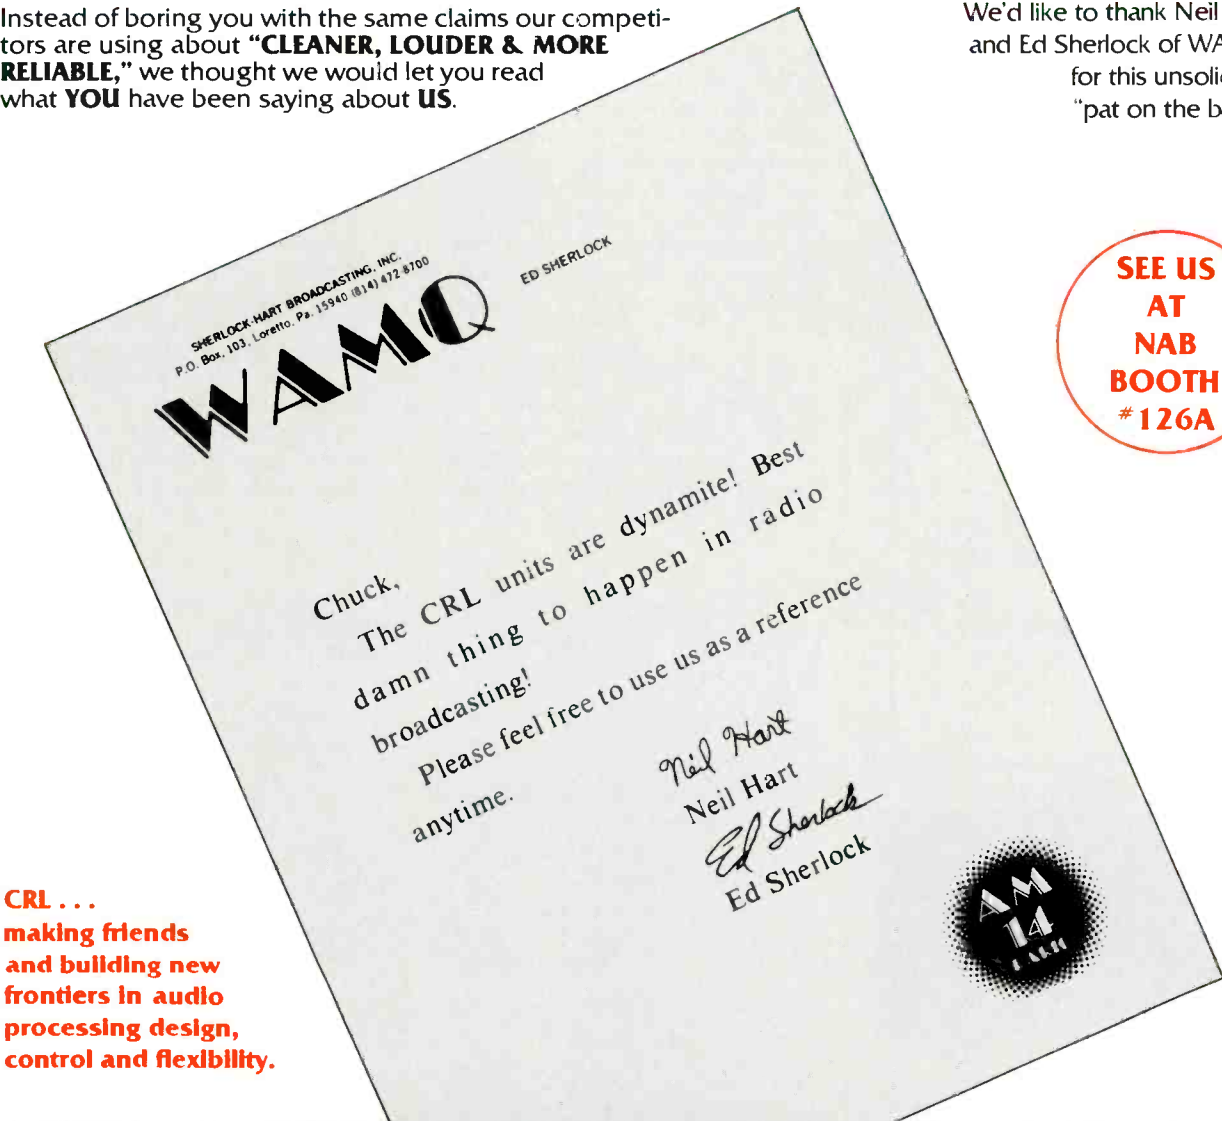 Instead of boring you with the same claims our competi-
tors are using about “CLEANER, LOUDER & MORE
RELIABLE,” we thought we would let you read
what YOU have been saying about US.
We'd like to thank Neil
and Ed Sherlock of WA
for this unsolic
“pat on the b
SHERLOCK-HART BROADCASTING, INC.
P.O. Box, 103, Loretto, Pa. 15940 (814) 472-8700
ED SHERLOCK
WAMQ
SEE US
AT
NAB
BOOTH
#126A
Chuck,
The CRL units are dynamite! Best
damn thing to happen in radio
broadcasting!
Please feel free to use us as a reference
anytime.
Neil Hart
Neil Hart
Ed Sherlock
Ed Sherlock
AM
14
CRL . . .
making friends
and building new
frontiers in audio
processing design,
control and flexibility.